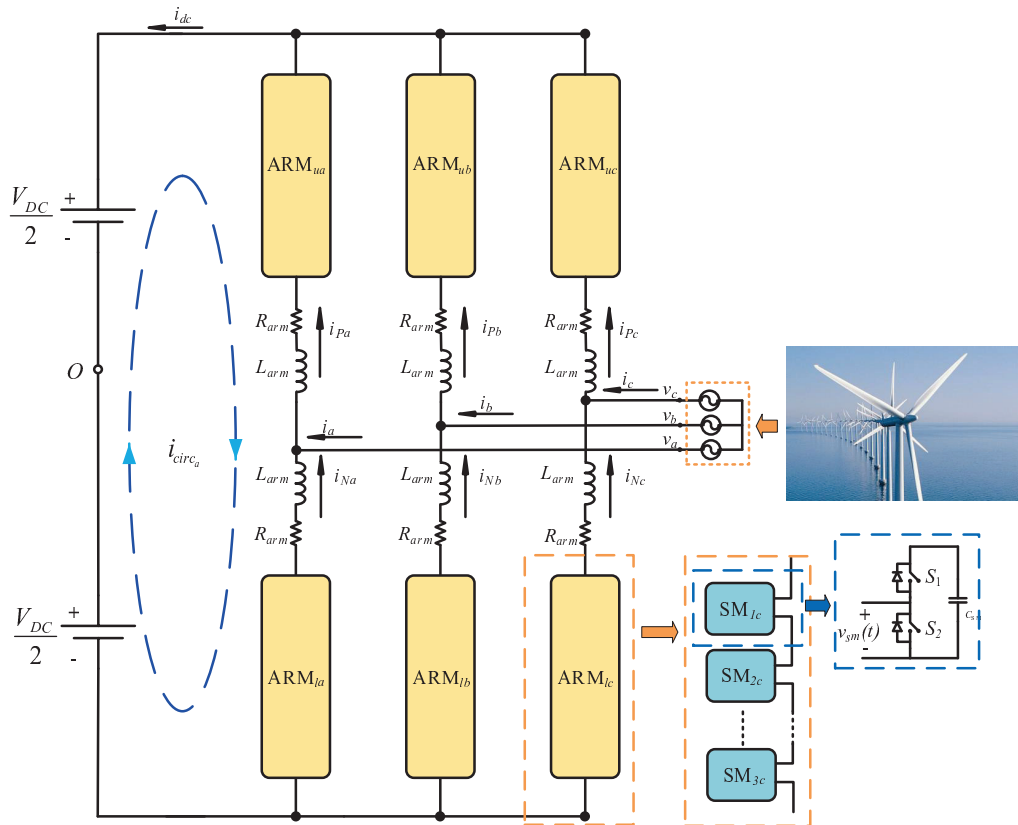 i_dc
ARM_ua
ARM_ub
ARM_uc
V_DC
2
+
-
R_arm
i_Pa
R_arm
i_Pb
R_arm
i_Pc
L_arm
L_arm
L_arm
O
i_a
i_b
i_c
v_c
v_b
v_a
i_circ_a
L_arm
i_Na
L_arm
i_Nb
L_arm
i_Nc
R_arm
R_arm
R_arm
V_DC
2
+
-
ARM_la
ARM_lb
ARM_lc
SM_1c
SM_2c
SM_3c
S_1
S_2
C_sm
+
v_sm(t)
-